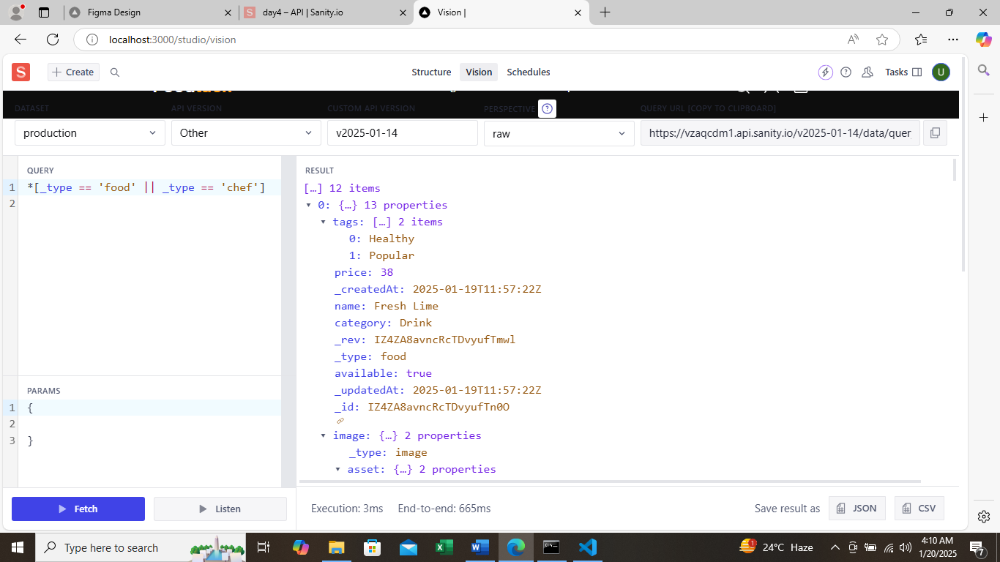 Figma Design
day4 – API | Sanity.io
Vision |
localhost:3000/studio/vision
S
Create
Structure
Vision
Schedules
Tasks
U
DATASET
API VERSION
CUSTOM API VERSION
PERSPECTIVE
QUERY URL [COPY TO CLIPBOARD]
production
Other
v2025-01-14
raw
https://vzaqcdm1.api.sanity.io/v2025-01-14/data/quer
QUERY
1 *[_type == 'food' || _type == 'chef']
2
PARAMS
1 {
2
3 }
RESULT
[…] 12 items
0: {…} 13 properties
tags: […] 2 items
0: Healthy
1: Popular
price: 38
_createdAt: 2025-01-19T11:57:22Z
name: Fresh Lime
category: Drink
_rev: IZ4ZA8avncRcTDvyufTmwl
_type: food
available: true
_updatedAt: 2025-01-19T11:57:22Z
_id: IZ4ZA8avncRcTDvyufTn0O
image: {…} 2 properties
_type: image
asset: {…} 2 properties
Fetch
Listen
Execution: 3ms
End-to-end: 665ms
Save result as
JSON
CSV
Type here to search
24°C Haze
4:10 AM
1/20/2025
7